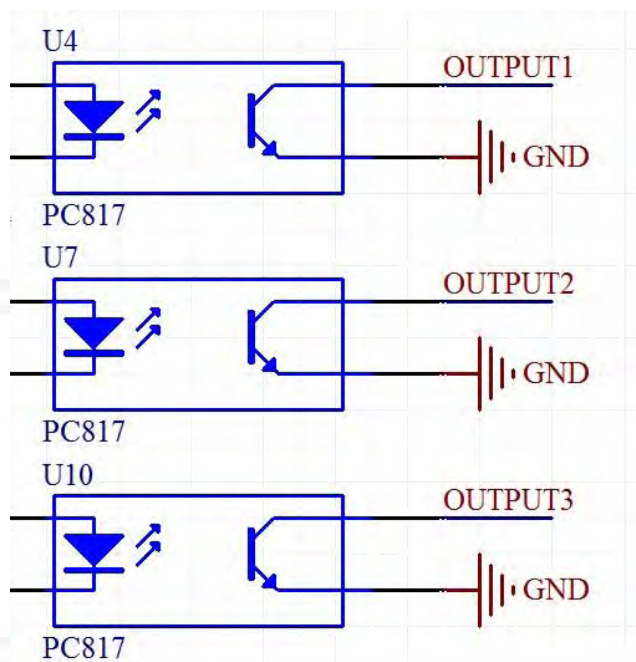 U4
OUTPUT1
GND
PC817
U7
OUTPUT2
GND
PC817
U10
OUTPUT3
GND
PC817